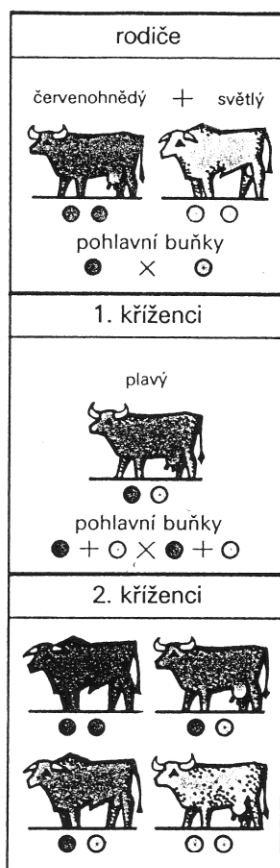 rodiče
červenohnědý + světlý
pohlavní buňky
×
1. kříženci
plavý
pohlavní buňky
+ × +
2. kříženci